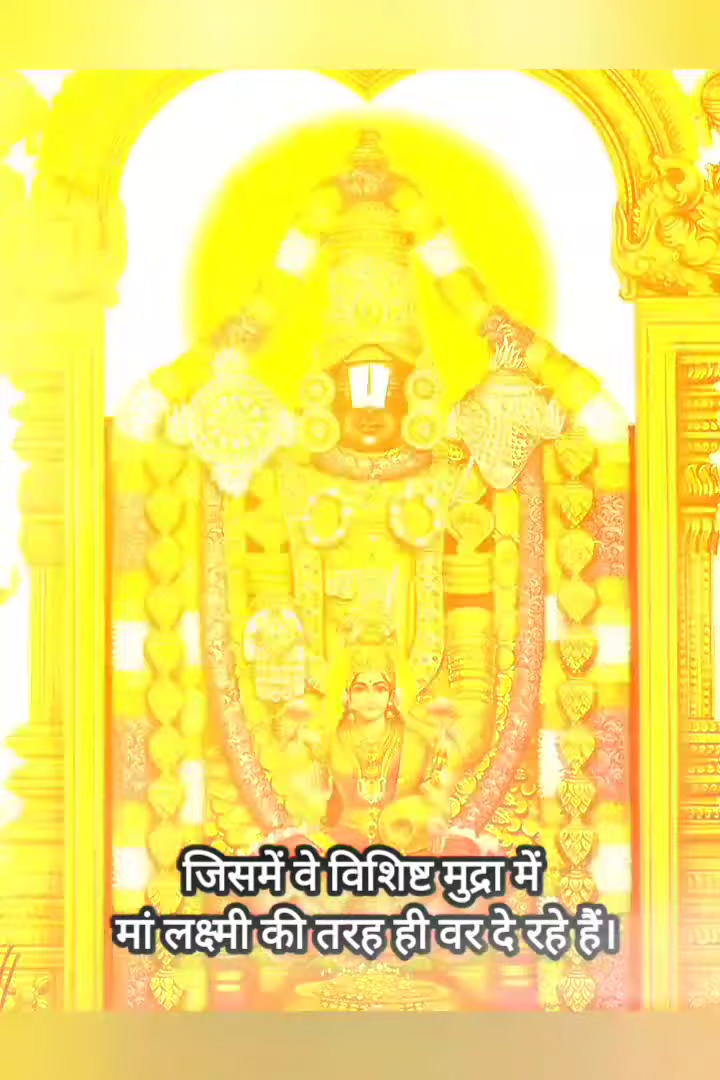 जिसमें वे विशिष्ट मुद्रा में
मां लक्ष्मी की तरह ही वर दे रहे हैं।